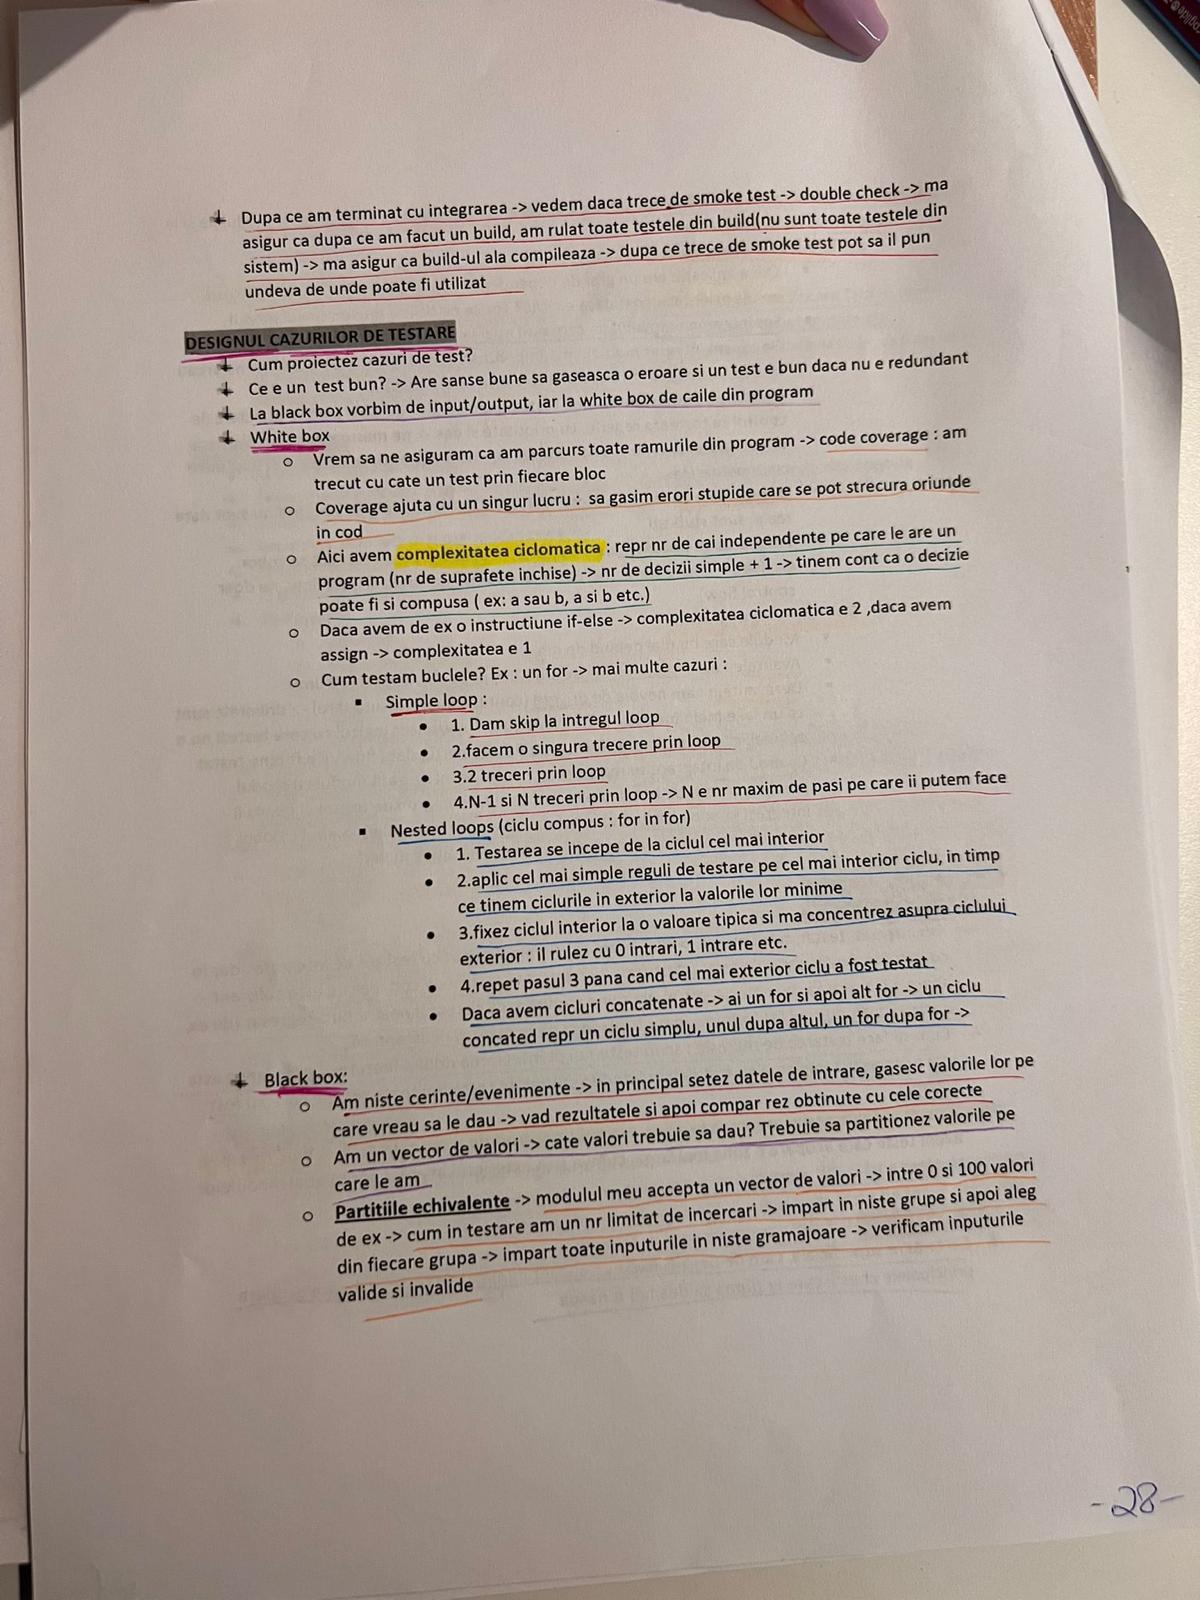 Dupa ce am terminat cu integrarea -> vedem daca trece de smoke test -> double check -> ma
asigur ca dupa ce am facut un build, am rulat toate testele din build(nu sunt toate testele din
sistem) -> ma asigur ca build-ul ala compileaza -> dupa ce trece de smoke test pot sa il pun
undeva de unde poate fi utilizat
DESIGNUL CAZURILOR DE TESTARE
Cum proiectez cazuri de test?
Ce e un test bun? -> Are sanse bune sa gaseasca o eroare si un test e bun daca nu e redundant
La black box vorbim de input/output, iar la white box de caile din program
White box
o Vrem sa ne asiguram ca am parcurs toate ramurile din program -> code coverage : am
trecut cu cate un test prin fiecare bloc
o Coverage ajuta cu un singur lucru : sa gasim erori stupide care se pot strecura oriunde
in cod
o Aici avem complexitatea ciclomatica : repr nr de cai independente pe care le are un
program (nr de suprafete inchise) -> nr de decizii simple + 1 -> tinem cont ca o decizie
poate fi si compusa ( ex: a sau b, a si b etc.)
o Daca avem de ex o instructiune if-else -> complexitatea ciclomatica e 2 ,daca avem
assign -> complexitatea e 1
o Cum testam buclele? Ex : un for -> mai multe cazuri :
▪ Simple loop :
• 1. Dam skip la intregul loop
• 2.facem o singura trecere prin loop
• 3.2 treceri prin loop
• 4.N-1 si N treceri prin loop -> N e nr maxim de pasi pe care ii putem face
▪ Nested loops (ciclu compus : for in for)
• 1. Testarea se incepe de la ciclul cel mai interior
• 2.aplic cel mai simple reguli de testare pe cel mai interior ciclu, in timp
ce tinem ciclurile in exterior la valorile lor minime
• 3.fixez ciclul interior la o valoare tipica si ma concentrez asupra ciclului
exterior : il rulez cu 0 intrari, 1 intrare etc.
• 4.repet pasul 3 pana cand cel mai exterior ciclu a fost testat
• Daca avem cicluri concatenate -> ai un for si apoi alt for -> un ciclu
concated repr un ciclu simplu, unul dupa altul, un for dupa for ->
Black box:
o Am niste cerinte/evenimente -> in principal setez datele de intrare, gasesc valorile lor pe
care vreau sa le dau -> vad rezultatele si apoi compar rez obtinute cu cele corecte
o Am un vector de valori -> cate valori trebuie sa dau? Trebuie sa partitionez valorile pe
care le am
o Partitiile echivalente -> modulul meu accepta un vector de valori -> intre 0 si 100 valori
de ex -> cum in testare am un nr limitat de incercari -> impart in niste grupe si apoi aleg
din fiecare grupa -> impart toate inputurile in niste gramajoare -> verificam inputurile
valide si invalide
-28-